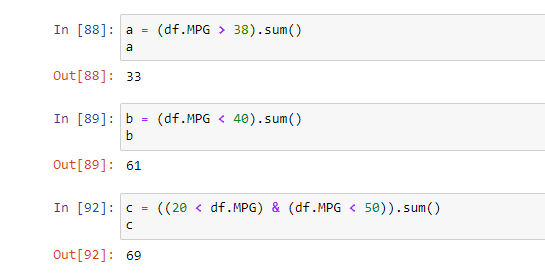 In [88]: a = (df.MPG > 38).sum()
a
Out[88]: 33
In [89]: b = (df.MPG < 40).sum()
b
Out[89]: 61
In [92]: c = ((20 < df.MPG) & (df.MPG < 50)).sum()
c
Out[92]: 69